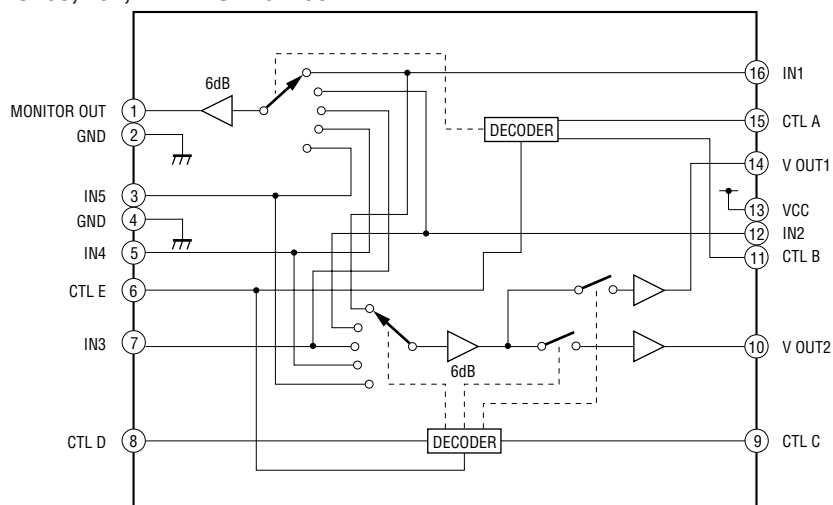 6dB
MONITOR OUT 1
GND 2
IN5 3
GND 4
IN4 5
CTL E 6
IN3 7
CTL D 8
DECODER
6dB
DECODER
16 IN1
15 CTL A
14 V OUT1
13 VCC
12 IN2
11 CTL B
10 V OUT2
9 CTL C